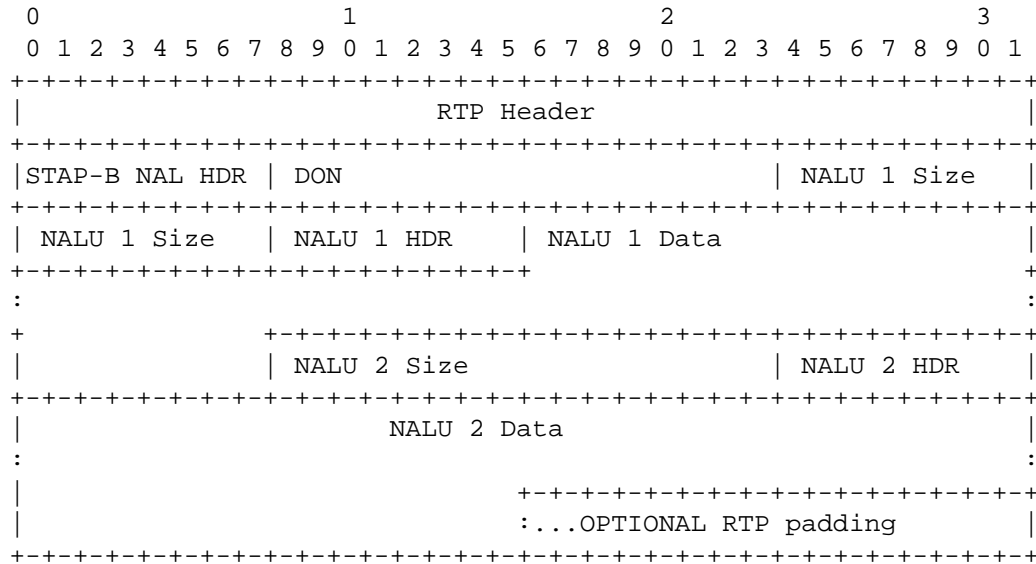 0                   1                   2                   3
 0 1 2 3 4 5 6 7 8 9 0 1 2 3 4 5 6 7 8 9 0 1 2 3 4 5 6 7 8 9 0 1
+-+-+-+-+-+-+-+-+-+-+-+-+-+-+-+-+-+-+-+-+-+-+-+-+-+-+-+-+-+-+-+-+
|                          RTP Header                           |
+-+-+-+-+-+-+-+-+-+-+-+-+-+-+-+-+-+-+-+-+-+-+-+-+-+-+-+-+-+-+-+-+
|STAP-B NAL HDR | DON                           | NALU 1 Size   |
+-+-+-+-+-+-+-+-+-+-+-+-+-+-+-+-+-+-+-+-+-+-+-+-+-+-+-+-+-+-+-+-+
| NALU 1 Size   | NALU 1 HDR    | NALU 1 Data                   |
+-+-+-+-+-+-+-+-+-+-+-+-+-+-+-+-+                               +
:                                                               :
+               +-+-+-+-+-+-+-+-+-+-+-+-+-+-+-+-+-+-+-+-+-+-+-+-+
|               | NALU 2 Size                   | NALU 2 HDR    |
+-+-+-+-+-+-+-+-+-+-+-+-+-+-+-+-+-+-+-+-+-+-+-+-+-+-+-+-+-+-+-+-+
|                       NALU 2 Data                             |
:                                                               :
|                               +-+-+-+-+-+-+-+-+-+-+-+-+-+-+-+-+
|                               :...OPTIONAL RTP padding        |
+-+-+-+-+-+-+-+-+-+-+-+-+-+-+-+-+-+-+-+-+-+-+-+-+-+-+-+-+-+-+-+-+